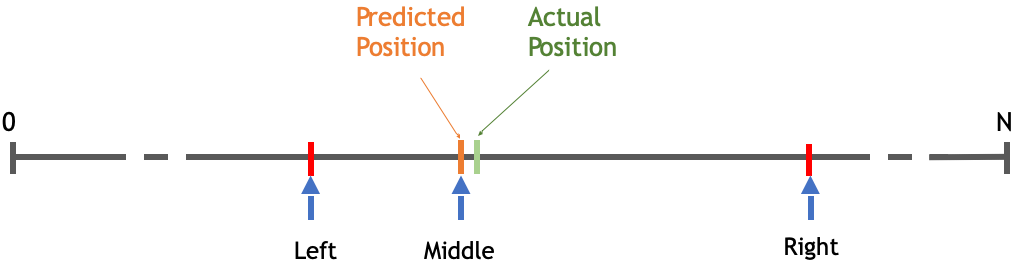 Predicted
Position
Actual
Position
0
N
Left
Middle
Right